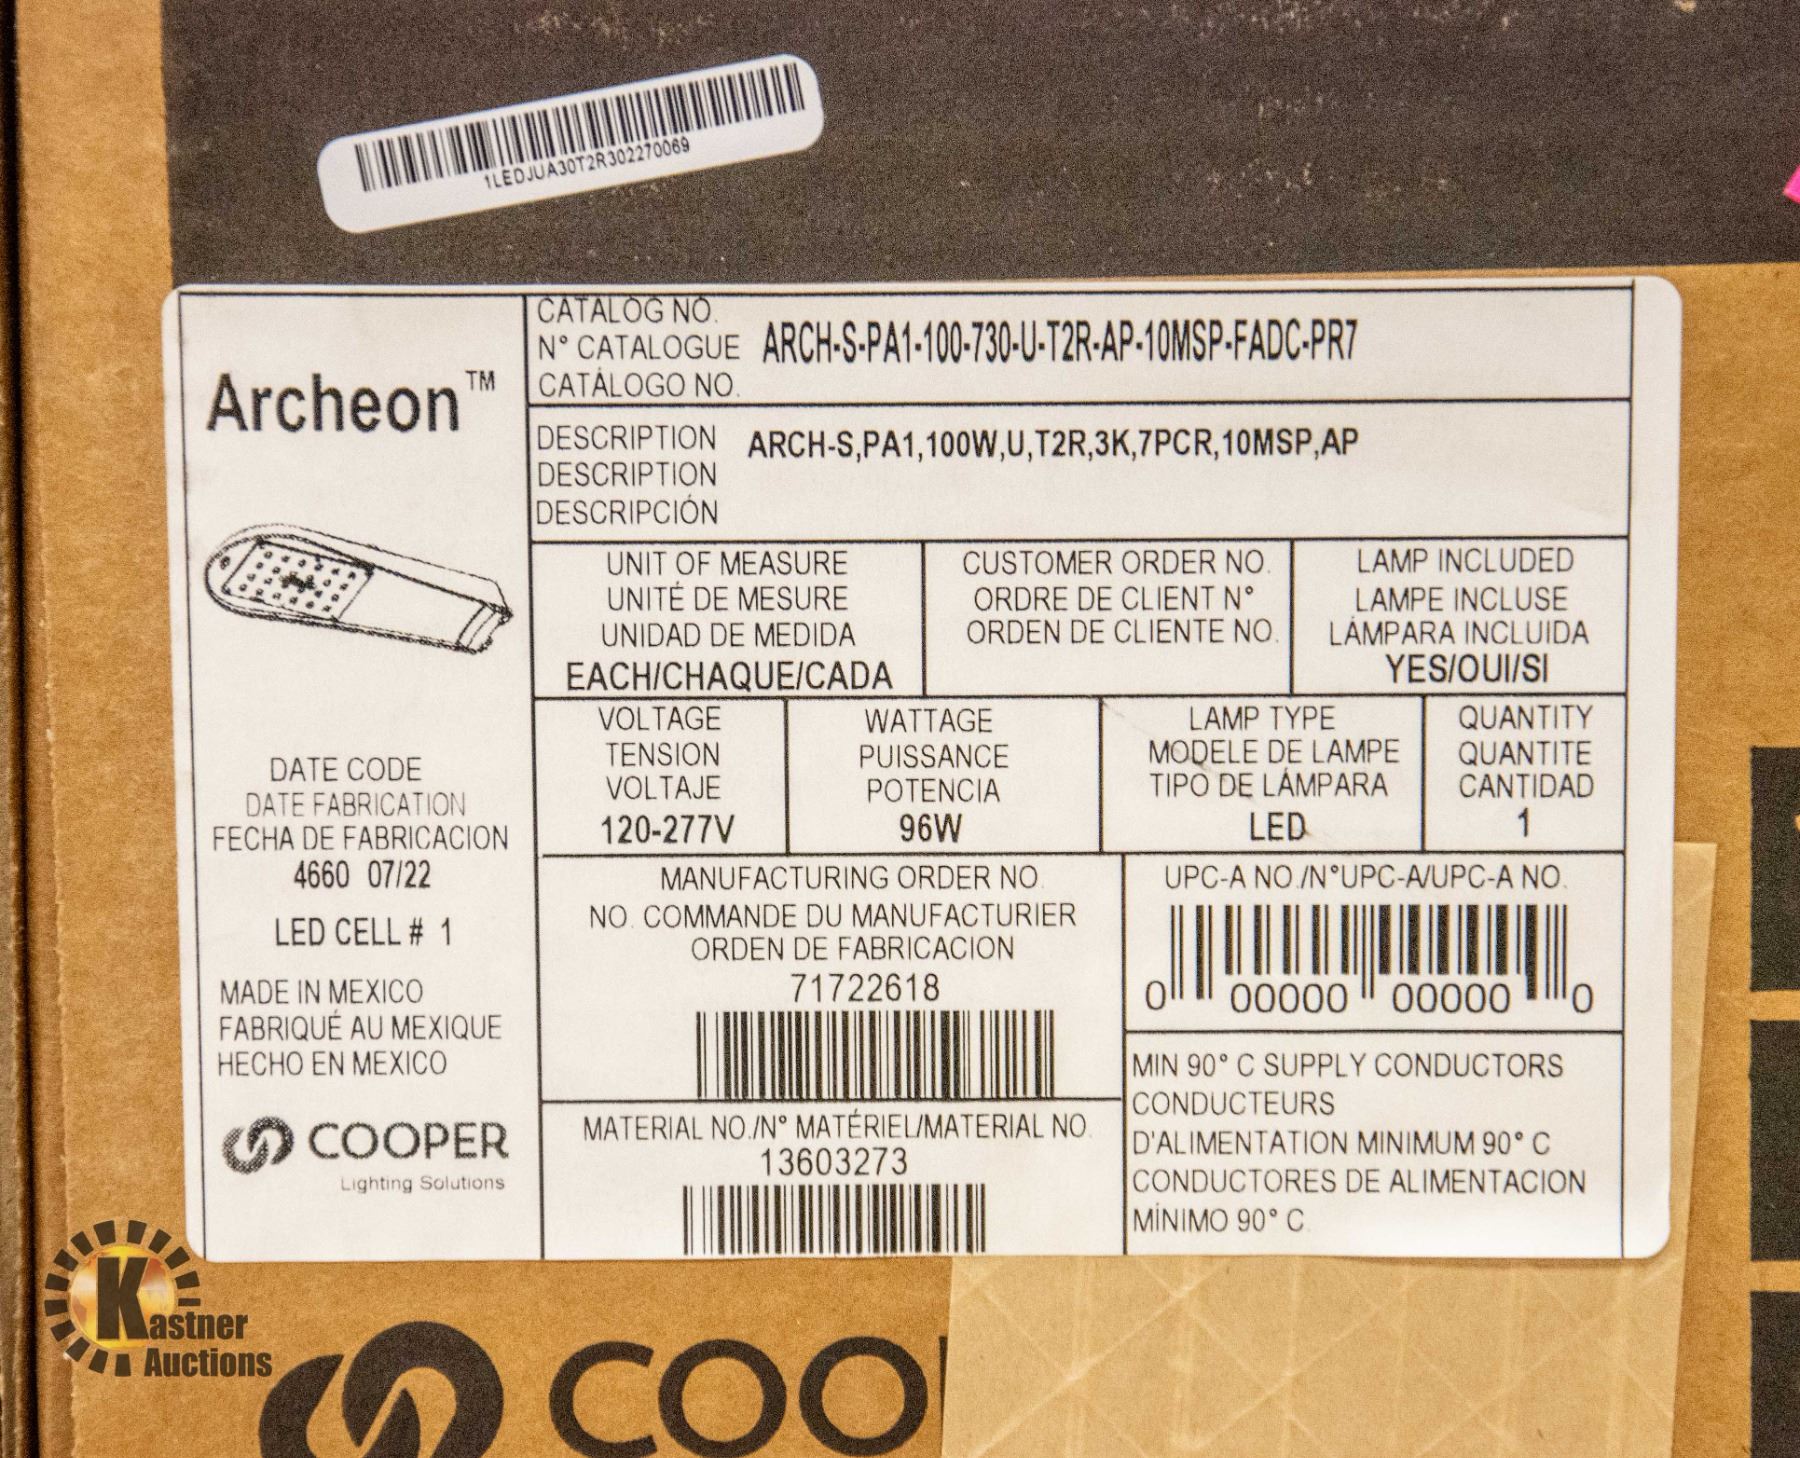 1LEDJUA30T2R302270069
Archeon™
CATALOG NO.
N° CATALOGUE
CATÁLOGO NO.
ARCH-S-PA1-100-730-U-T2R-AP-10MSP-FADC-PR7
DESCRIPTION
DESCRIPTION
DESCRIPCIÓN
ARCH-S,PA1,100W,U,T2R,3K,7PCR,10MSP,AP
UNIT OF MEASURE
UNITÉ DE MESURE
UNIDAD DE MEDIDA
EACH/CHAQUE/CADA
CUSTOMER ORDER NO.
ORDRE DE CLIENT N°
ORDEN DE CLIENTE NO.
LAMP INCLUDED
LAMPE INCLUSE
LÁMPARA INCLUIDA
YES/OUI/SI
VOLTAGE
TENSION
VOLTAJE
120-277V
WATTAGE
PUISSANCE
POTENCIA
96W
LAMP TYPE
MODELE DE LAMPE
TIPO DE LÁMPARA
LED
QUANTITY
QUANTITE
CANTIDAD
1
DATE CODE
DATE FABRICATION
FECHA DE FABRICACION
4660 07/22
LED CELL # 1
MADE IN MEXICO
FABRIQUÉ AU MEXIQUE
HECHO EN MEXICO
COOPER
Lighting Solutions
MANUFACTURING ORDER NO.
NO. COMMANDE DU MANUFACTURIER
ORDEN DE FABRICACION
71722618
MATERIAL NO./N° MATÉRIEL/MATERIAL NO.
13603273
UPC-A NO./N°UPC-A/UPC-A NO.
0 00000 00000 0
MIN 90° C SUPPLY CONDUCTORS
CONDUCTEURS
D'ALIMENTATION MINIMUM 90° C
CONDUCTORES DE ALIMENTACION
MÍNIMO 90° C.
Kastner
Auctions
COO